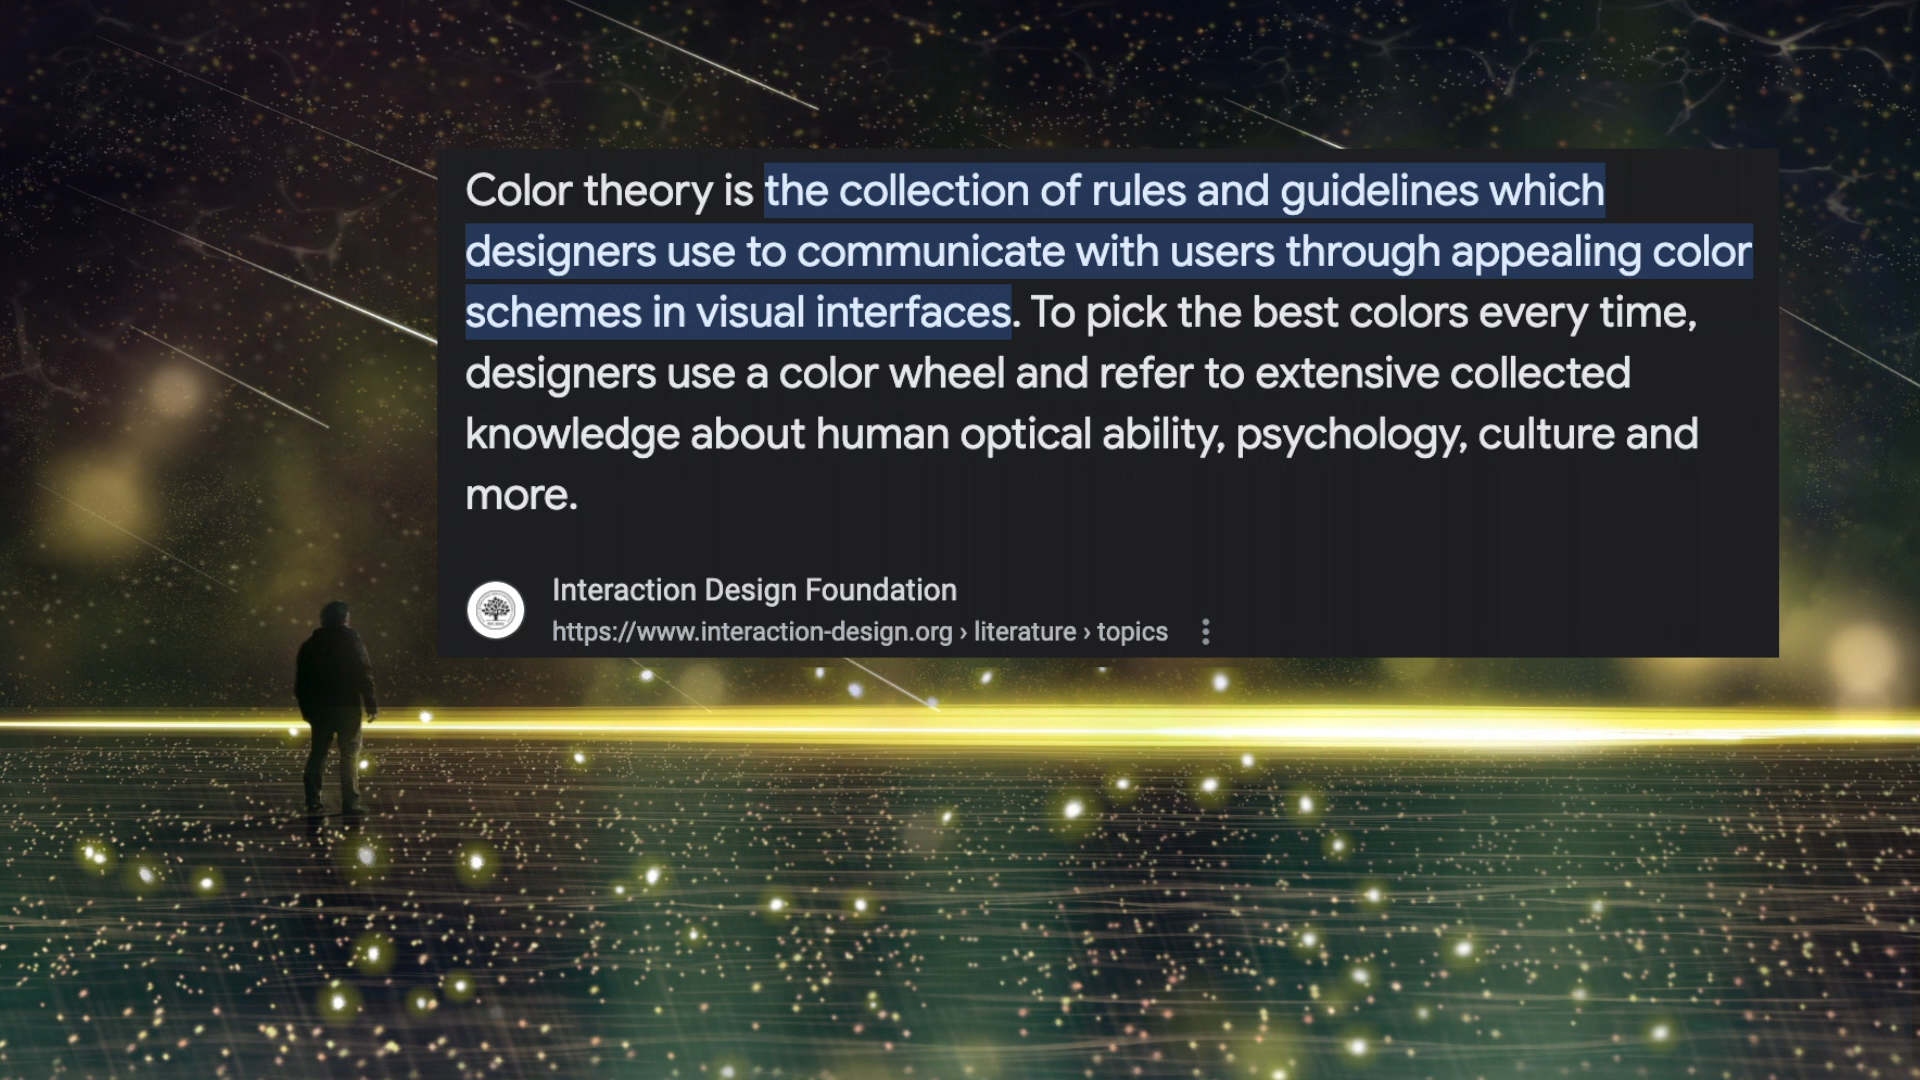 Color theory is the collection of rules and guidelines which
designers use to communicate with users through appealing color
schemes in visual interfaces. To pick the best colors every time,
designers use a color wheel and refer to extensive collected
knowledge about human optical ability, psychology, culture and
more.
Interaction Design Foundation
https://www.interaction-design.org › literature › topics